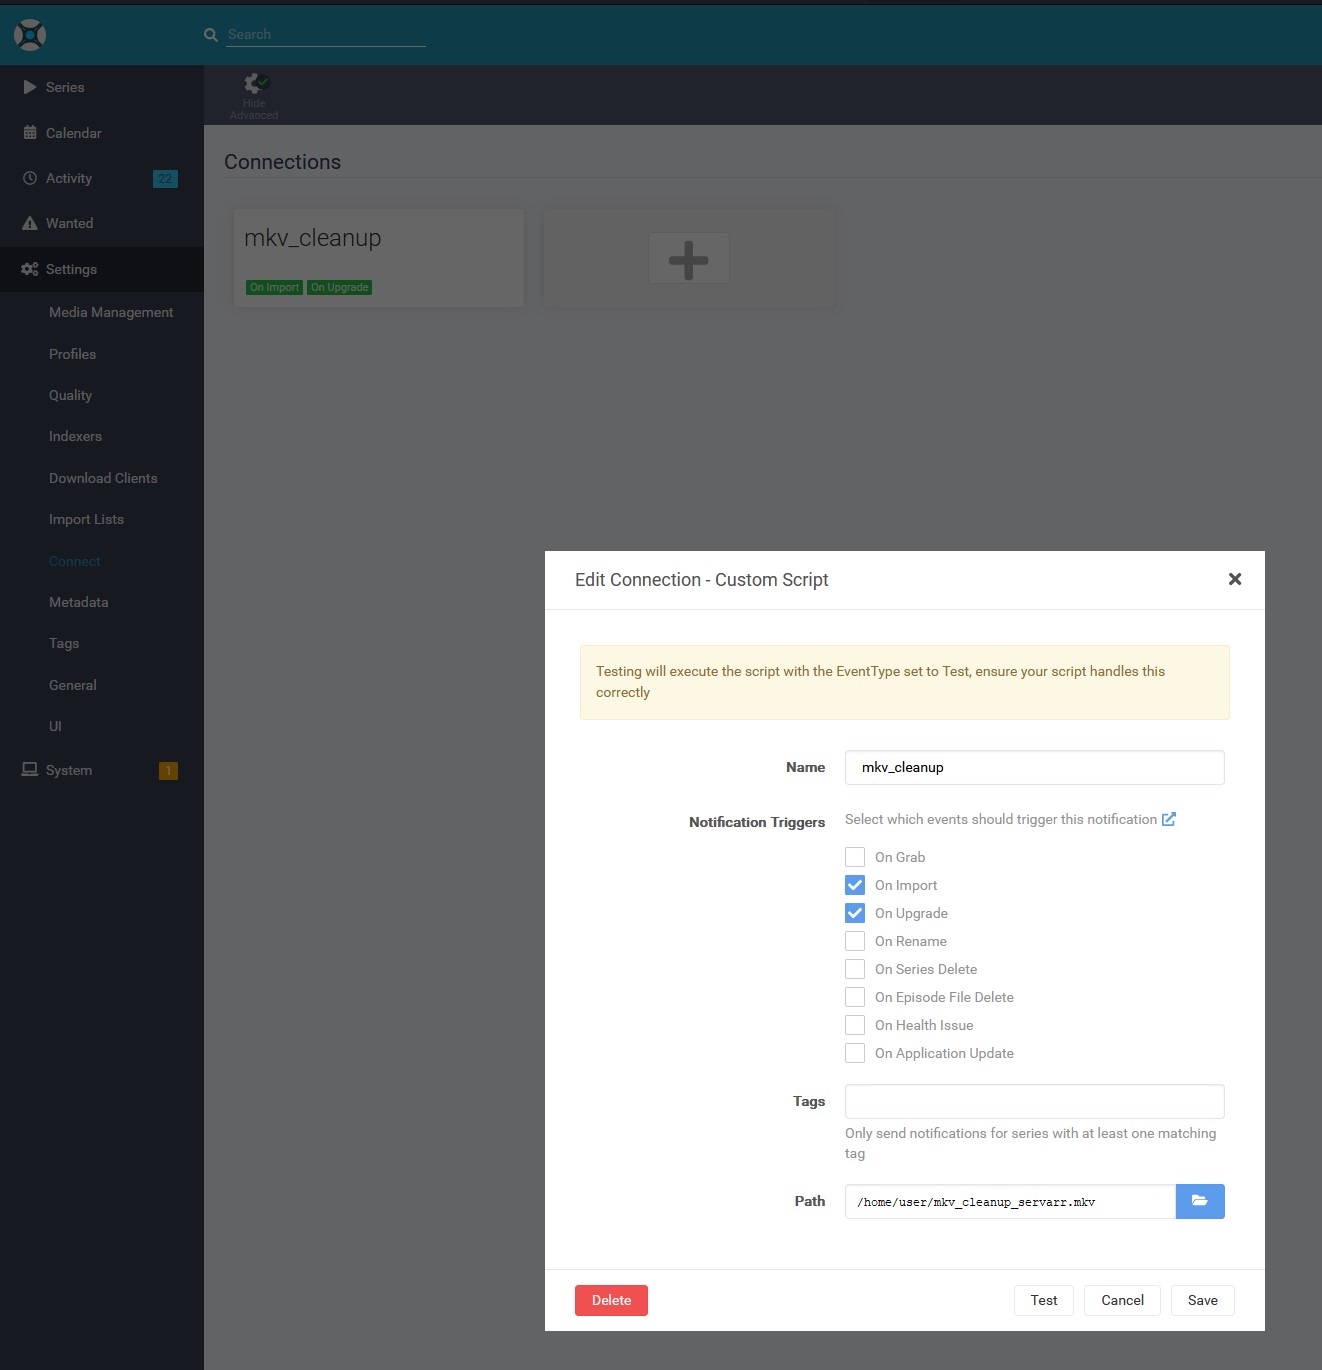 Search
Series
Calendar
Activity 22
Wanted
Settings
Media Management
Profiles
Quality
Indexers
Download Clients
Import Lists
Connect
Metadata
Tags
General
UI
System 1
Hide
Advanced
Connections
mkv_cleanup
On Import On Upgrade
Edit Connection - Custom Script
Testing will execute the script with the EventType set to Test, ensure your script handles this
correctly
Name mkv_cleanup
Notification Triggers Select which events should trigger this notification
On Grab
On Import
On Upgrade
On Rename
On Series Delete
On Episode File Delete
On Health Issue
On Application Update
Tags
Only send notifications for series with at least one matching
tag
Path /home/user/mkv_cleanup_servarr.mkv
Delete Test Cancel Save